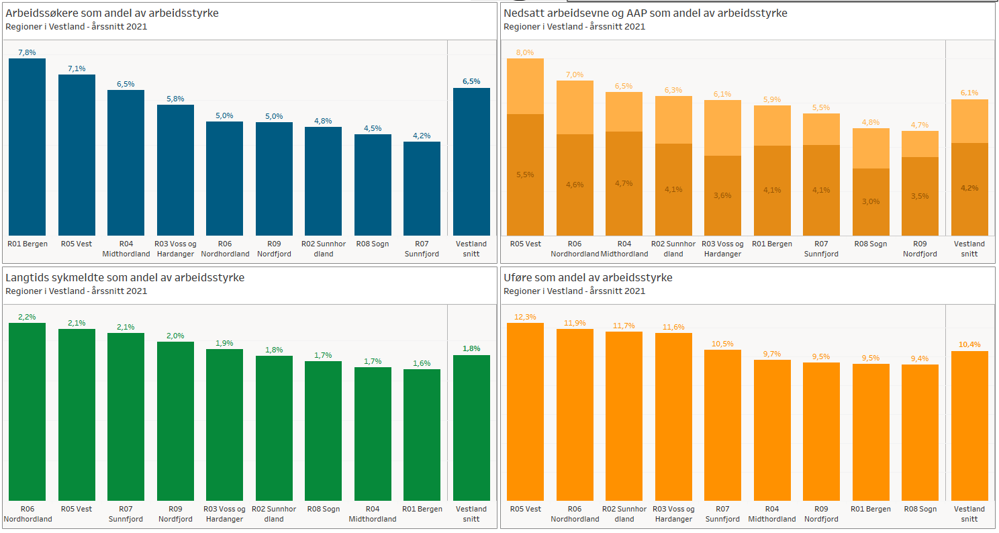 Arbeidssøkere som andel av arbeidsstyrke
Regioner i Vestland - årssnitt 2021
7,8%
7,1%
6,5%
5,8%
5,0%
5,0%
4,8%
4,5%
4,2%
6,5%
R01 Bergen
R05 Vest
R04
Midthordland
R03 Voss og
Hardanger
R06
Nordhordland
R09
Nordfjord
R02 Sunnhor
dland
R08 Sogn
R07
Sunnfjord
Vestland
snitt
Nedsatt arbeidsevne og AAP som andel av arbeidsstyrke
Regioner i Vestland - årssnitt 2021
8,0%
7,0%
6,5%
6,3%
6,1%
5,9%
5,5%
4,8%
4,7%
6,1%
5,5%
4,6%
4,7%
4,1%
3,6%
4,1%
4,1%
3,0%
3,5%
4,2%
R05 Vest
R06
Nordhordland
R04
Midthordland
R02 Sunnhor
dland
R03 Voss og
Hardanger
R01 Bergen
R07
Sunnfjord
R08 Sogn
R09
Nordfjord
Vestland
snitt
Langtids sykmeldte som andel av arbeidsstyrke
Regioner i Vestland - årssnitt 2021
2,2%
2,1%
2,1%
2,0%
1,9%
1,8%
1,7%
1,7%
1,6%
1,8%
R06
Nordhordland
R05 Vest
R07
Sunnfjord
R09
Nordfjord
R03 Voss og
Hardanger
R02 Sunnhor
dland
R08 Sogn
R04
Midthordland
R01 Bergen
Vestland
snitt
Uføre som andel av arbeidsstyrke
Regioner i Vestland - årssnitt 2021
12,3%
11,9%
11,7%
11,6%
10,5%
9,7%
9,5%
9,5%
9,4%
10,4%
R05 Vest
R06
Nordhordland
R02 Sunnhor
dland
R03 Voss og
Hardanger
R07
Sunnfjord
R04
Midthordland
R09
Nordfjord
R01 Bergen
R08 Sogn
Vestland
snitt